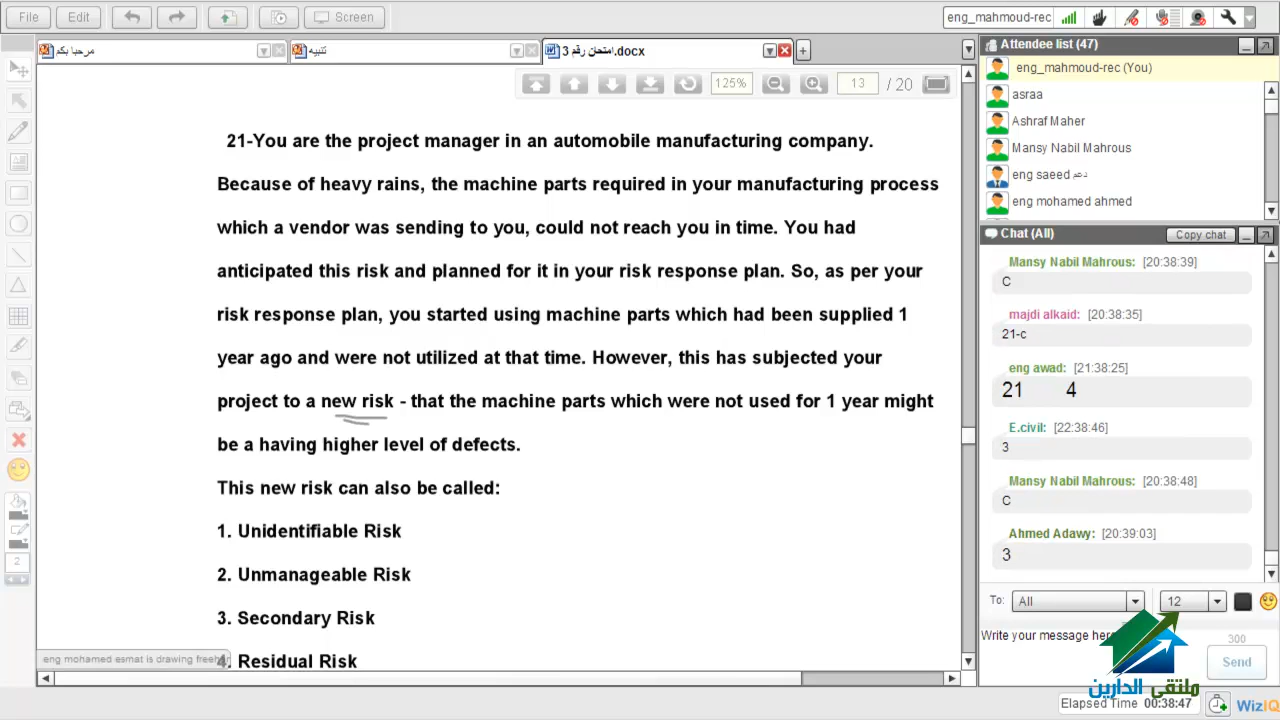 File Edit Screen
eng_mahmoud-rec
مرحبا بكم
تنبيه
امتحان رقم 3.docx
125% 13 / 20
21-You are the project manager in an automobile manufacturing company.
Because of heavy rains, the machine parts required in your manufacturing process
which a vendor was sending to you, could not reach you in time. You had
anticipated this risk and planned for it in your risk response plan. So, as per your
risk response plan, you started using machine parts which had been supplied 1
year ago and were not utilized at that time. However, this has subjected your
project to a new risk - that the machine parts which were not used for 1 year might
be a having higher level of defects.
This new risk can also be called:
1. Unidentifiable Risk
2. Unmanageable Risk
3. Secondary Risk
4. Residual Risk
eng mohamed esmat is drawing freehan
2
Attendee list (47)
eng_mahmoud-rec (You)
asraa
Ashraf Maher
Mansy Nabil Mahrous
eng saeed دعم
eng mohamed ahmed
Chat (All) Copy chat
Mansy Nabil Mahrous: [20:38:39]
C
majdi alkaid: [20:38:35]
21-c
eng awad: [21:38:25]
21 4
E.civil: [22:38:46]
3
Mansy Nabil Mahrous: [20:38:48]
C
Ahmed Adawy: [20:39:03]
3
To: All 12
Write your message here
300
Send
ملتقى الدارين
Elapsed Time 00:38:47 WizIQ